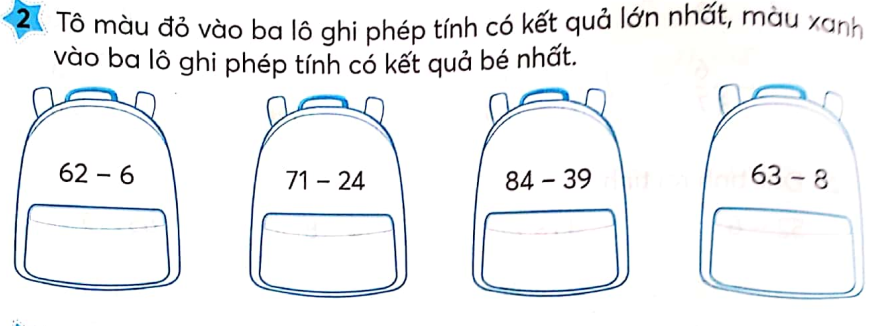 2 Tô màu đỏ vào ba lô ghi phép tính có kết quả lớn nhất, màu xanh
vào ba lô ghi phép tính có kết quả bé nhất.
62 - 6
71 - 24
84 - 39
63 - 8